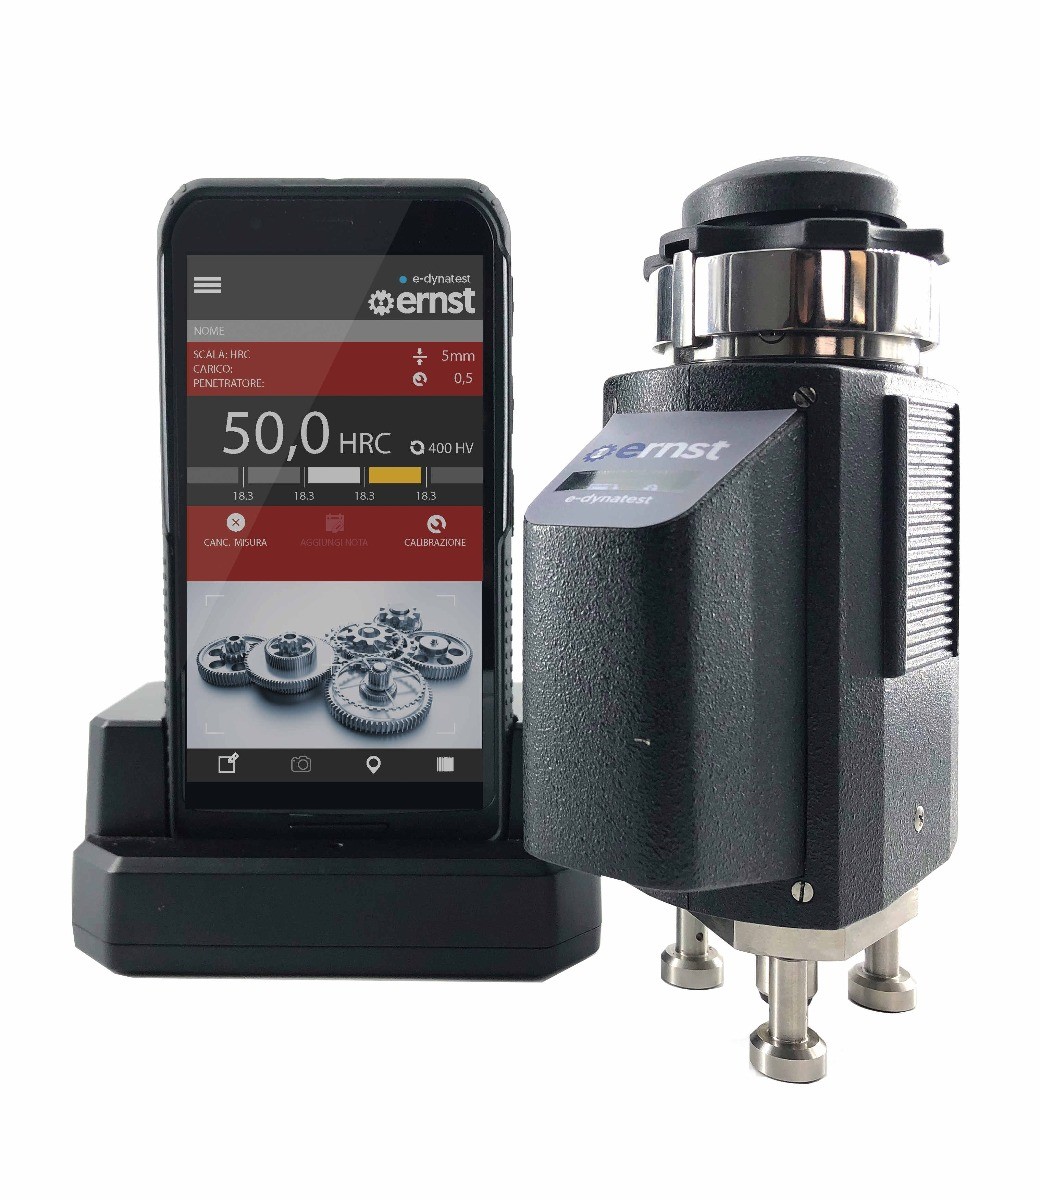 e-dynatest
ernst
NOME
SCALA: HRC
5mm
CARICO:
0,5
PENETRATORE:
50,0 HRC 400 HV
18.3 18.3 18.3 18.3
CANC. MISURA AGGIUNGI NOTA CALIBRAZIONE
ernst
e-dynatest